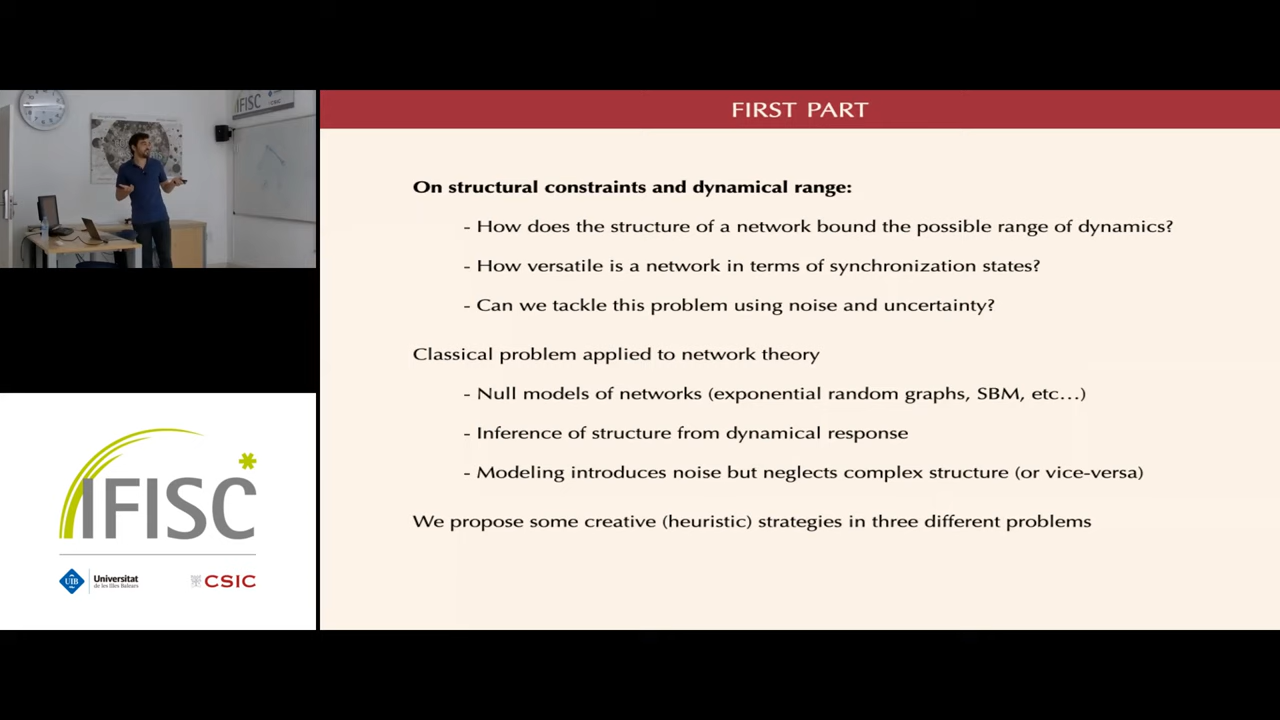 IFISC
FIRST PART
On structural constraints and dynamical range:
- How does the structure of a network bound the possible range of dynamics?
- How versatile is a network in terms of synchronization states?
- Can we tackle this problem using noise and uncertainty?
Classical problem applied to network theory
- Null models of networks (exponential random graphs, SBM, etc...)
- Inference of structure from dynamical response
- Modeling introduces noise but neglects complex structure (or vice-versa)
We propose some creative (heuristic) strategies in three different problems
IFISC
UIB
Universitat
de les Illes Balears
CSIC